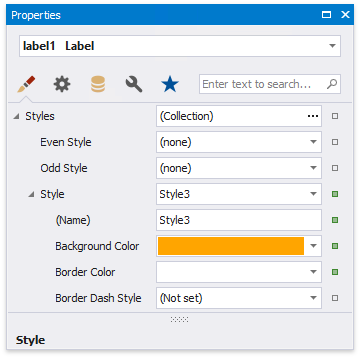 Properties
label1 Label
Enter text to search...
Styles (Collection) ...
Even Style (none)
Odd Style (none)
Style Style3
(Name) Style3
Background Color
Border Color
Border Dash Style (Not set)
Style